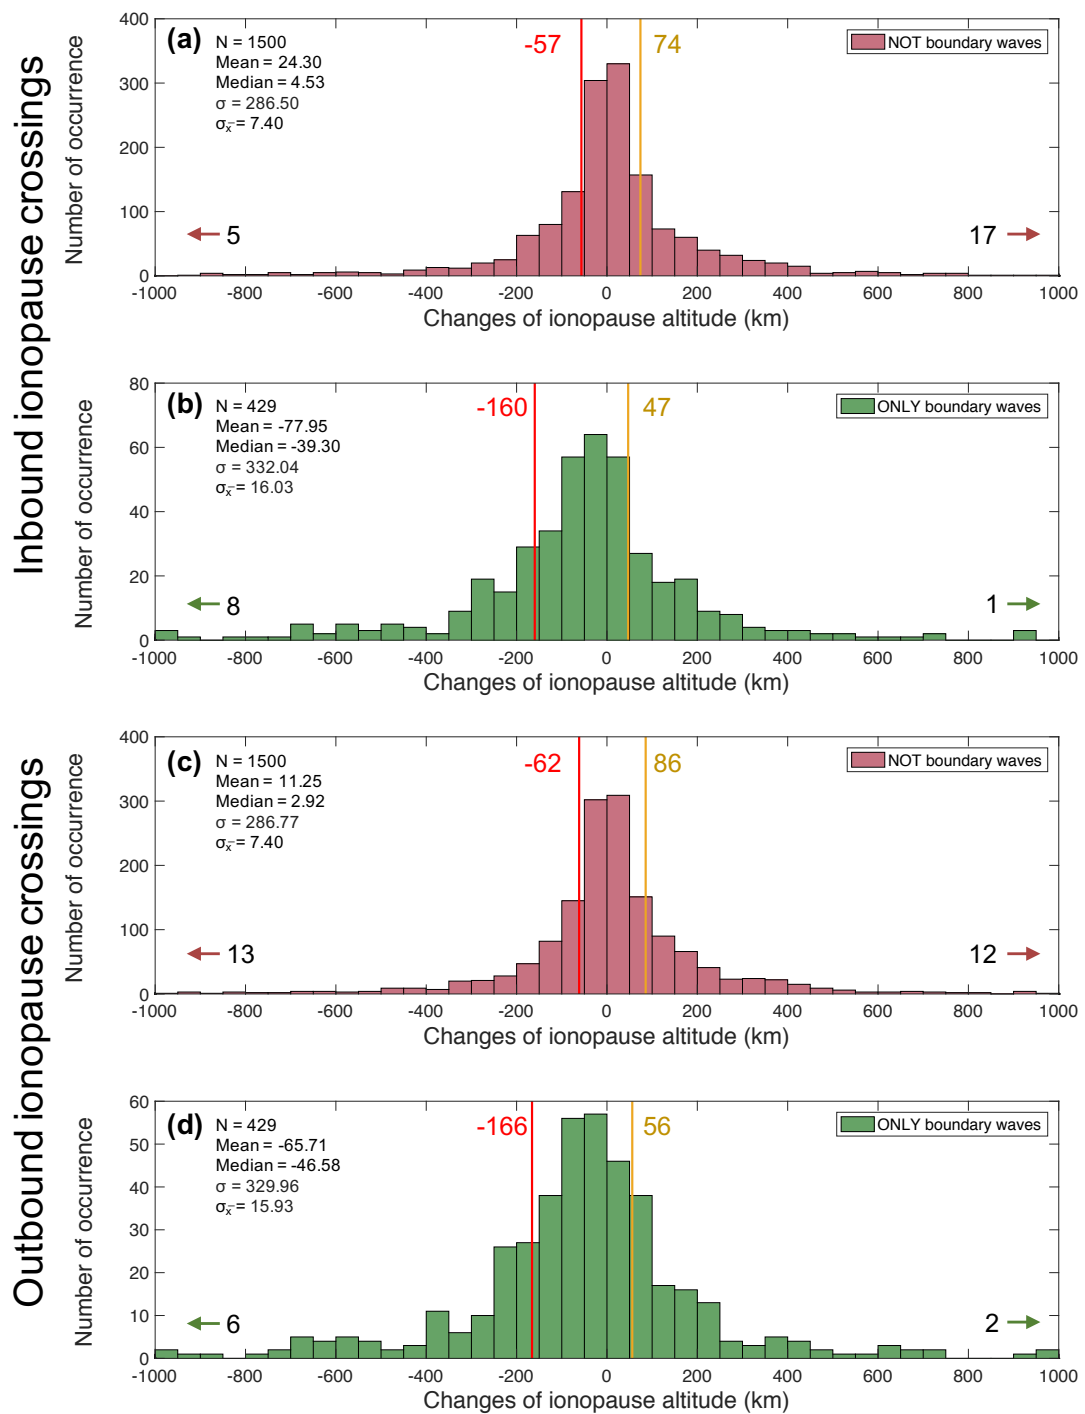 Inbound ionopause crossings
Outbound ionopause crossings
(a)
N = 1500
Mean = 24.30
Median = 4.53
σ = 286.50
σx̄ = 7.40
-57
74
NOT boundary waves
5
17
Number of occurrence
400
300
200
100
0
-1000 -800 -600 -400 -200 0 200 400 600 800 1000
Changes of ionopause altitude (km)
(b)
N = 429
Mean = -77.95
Median = -39.30
σ = 332.04
σx̄ = 16.03
-160
47
ONLY boundary waves
8
1
Number of occurrence
80
60
40
20
0
-1000 -800 -600 -400 -200 0 200 400 600 800 1000
Changes of ionopause altitude (km)
(c)
N = 1500
Mean = 11.25
Median = 2.92
σ = 286.77
σx̄ = 7.40
-62
86
NOT boundary waves
13
12
Number of occurrence
400
300
200
100
0
-1000 -800 -600 -400 -200 0 200 400 600 800 1000
Changes of ionopause altitude (km)
(d)
N = 429
Mean = -65.71
Median = -46.58
σ = 329.96
σx̄ = 15.93
-166
56
ONLY boundary waves
6
2
Number of occurrence
60
50
40
30
20
10
0
-1000 -800 -600 -400 -200 0 200 400 600 800 1000
Changes of ionopause altitude (km)